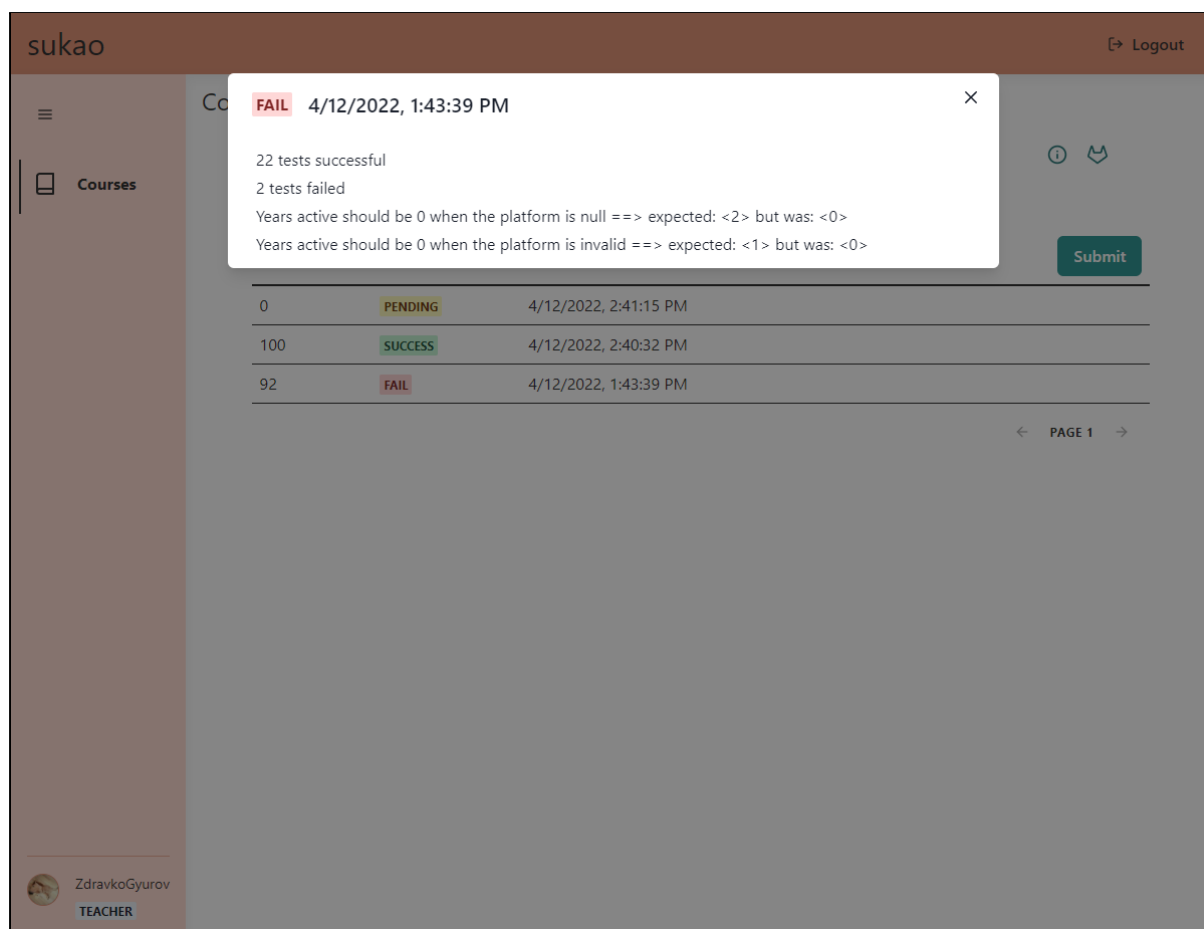 sukao
Logout
Co
FAIL 4/12/2022, 1:43:39 PM
22 tests successful
2 tests failed
Years active should be 0 when the platform is null ==> expected: <2> but was: <0>
Years active should be 0 when the platform is invalid ==> expected: <1> but was: <0>
Courses
Submit
0 PENDING 4/12/2022, 2:41:15 PM
100 SUCCESS 4/12/2022, 2:40:32 PM
92 FAIL 4/12/2022, 1:43:39 PM
PAGE 1
ZdravkoGyurov
TEACHER